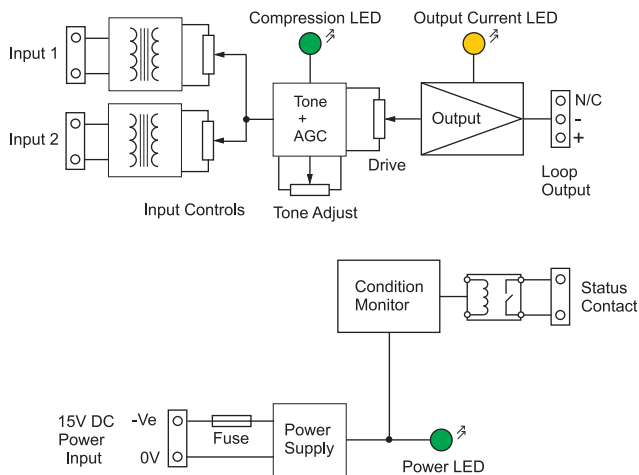 Compression LED
Output Current LED
Input 1
Input 2
Tone
+
AGC
Drive
Output
N/C
-
+
Loop
Output
Input Controls
Tone Adjust
Condition
Monitor
Status
Contact
15V DC
Power
Input
-Ve
0V
Fuse
Power
Supply
Power LED